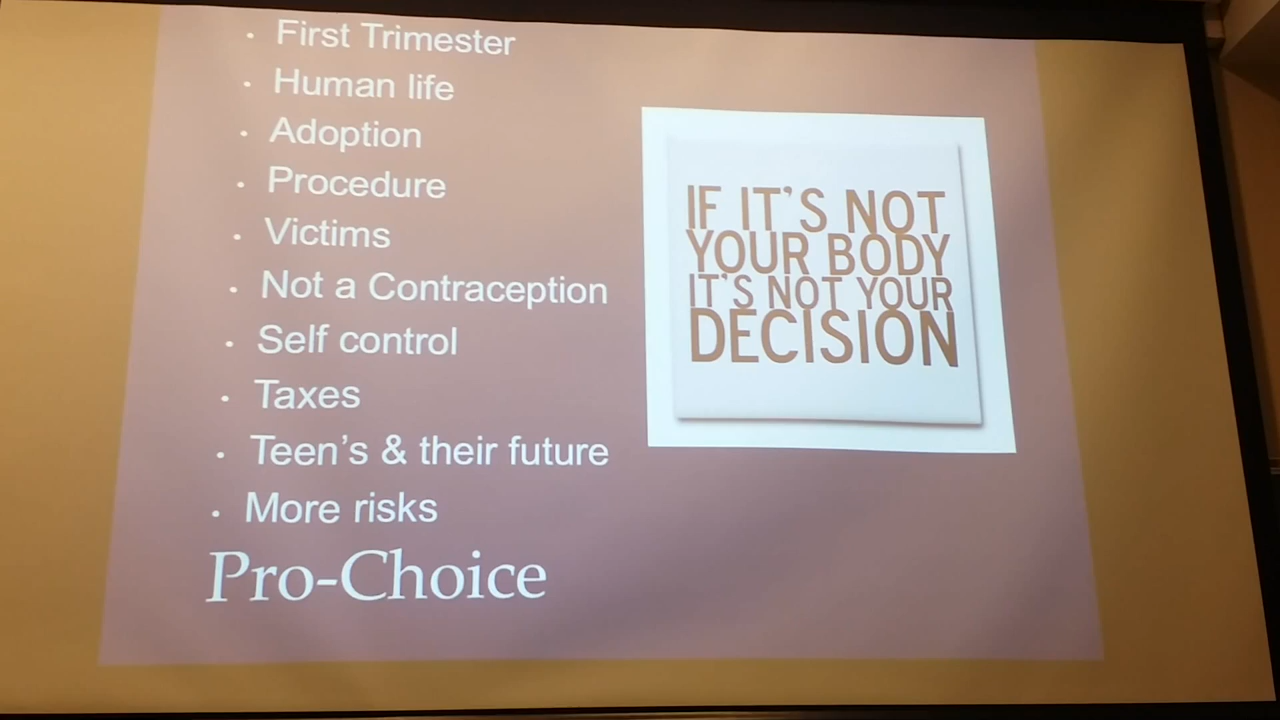 First Trimester
Human life
Adoption
Procedure
Victims
Not a Contraception
Self control
Taxes
Teen’s & their future
More risks
Pro-Choice
IF IT’S NOT
YOUR BODY
IT’S NOT YOUR
DECISION